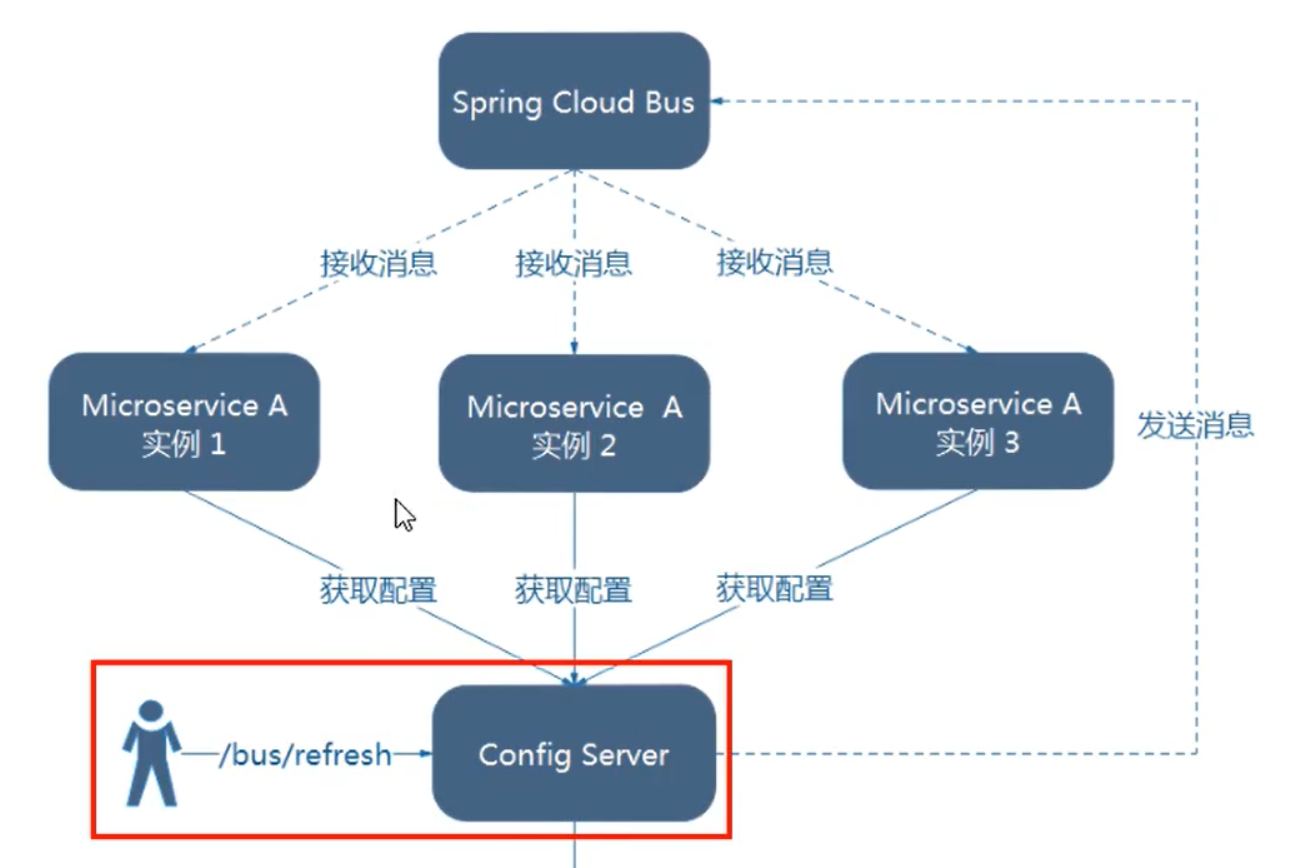 Spring Cloud Bus
接收消息
接收消息
接收消息
Microservice A
实例 1
Microservice A
实例 2
Microservice A
实例 3
发送消息
获取配置
获取配置
获取配置
/bus/refresh
Config Server